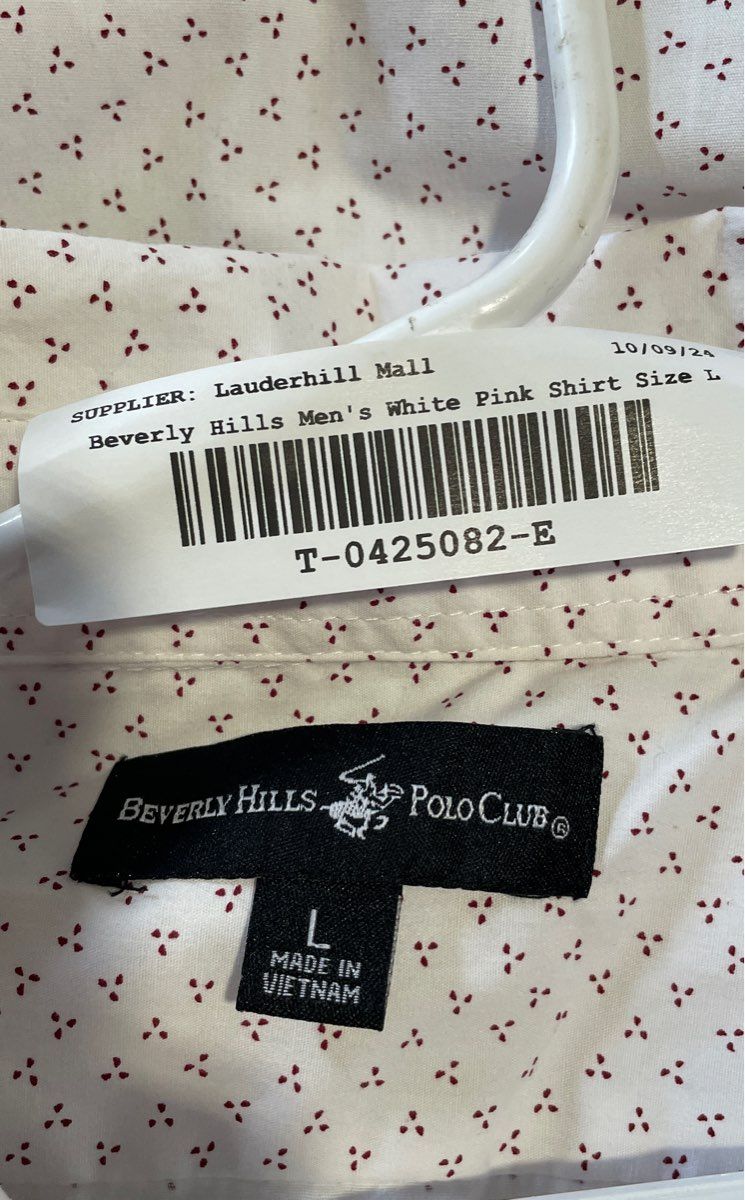 10/09/24
SUPPLIER: Lauderhill Mall
Beverly Hills Men's White Pink Shirt Size L
T-0425082-E
BEVERLY HILLS POLO CLUB®
L
MADE IN
VIETNAM